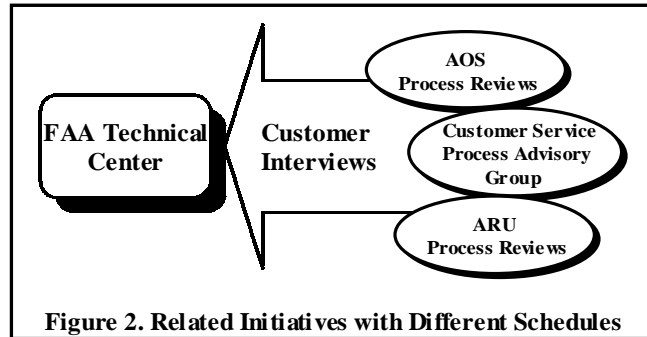 FAA Technical
Center
Customer
Interviews
AOS
Process Reviews
Customer Service
Process Advisory
Group
ARU
Process Reviews
Figure 2. Related Initiatives with Different Schedules